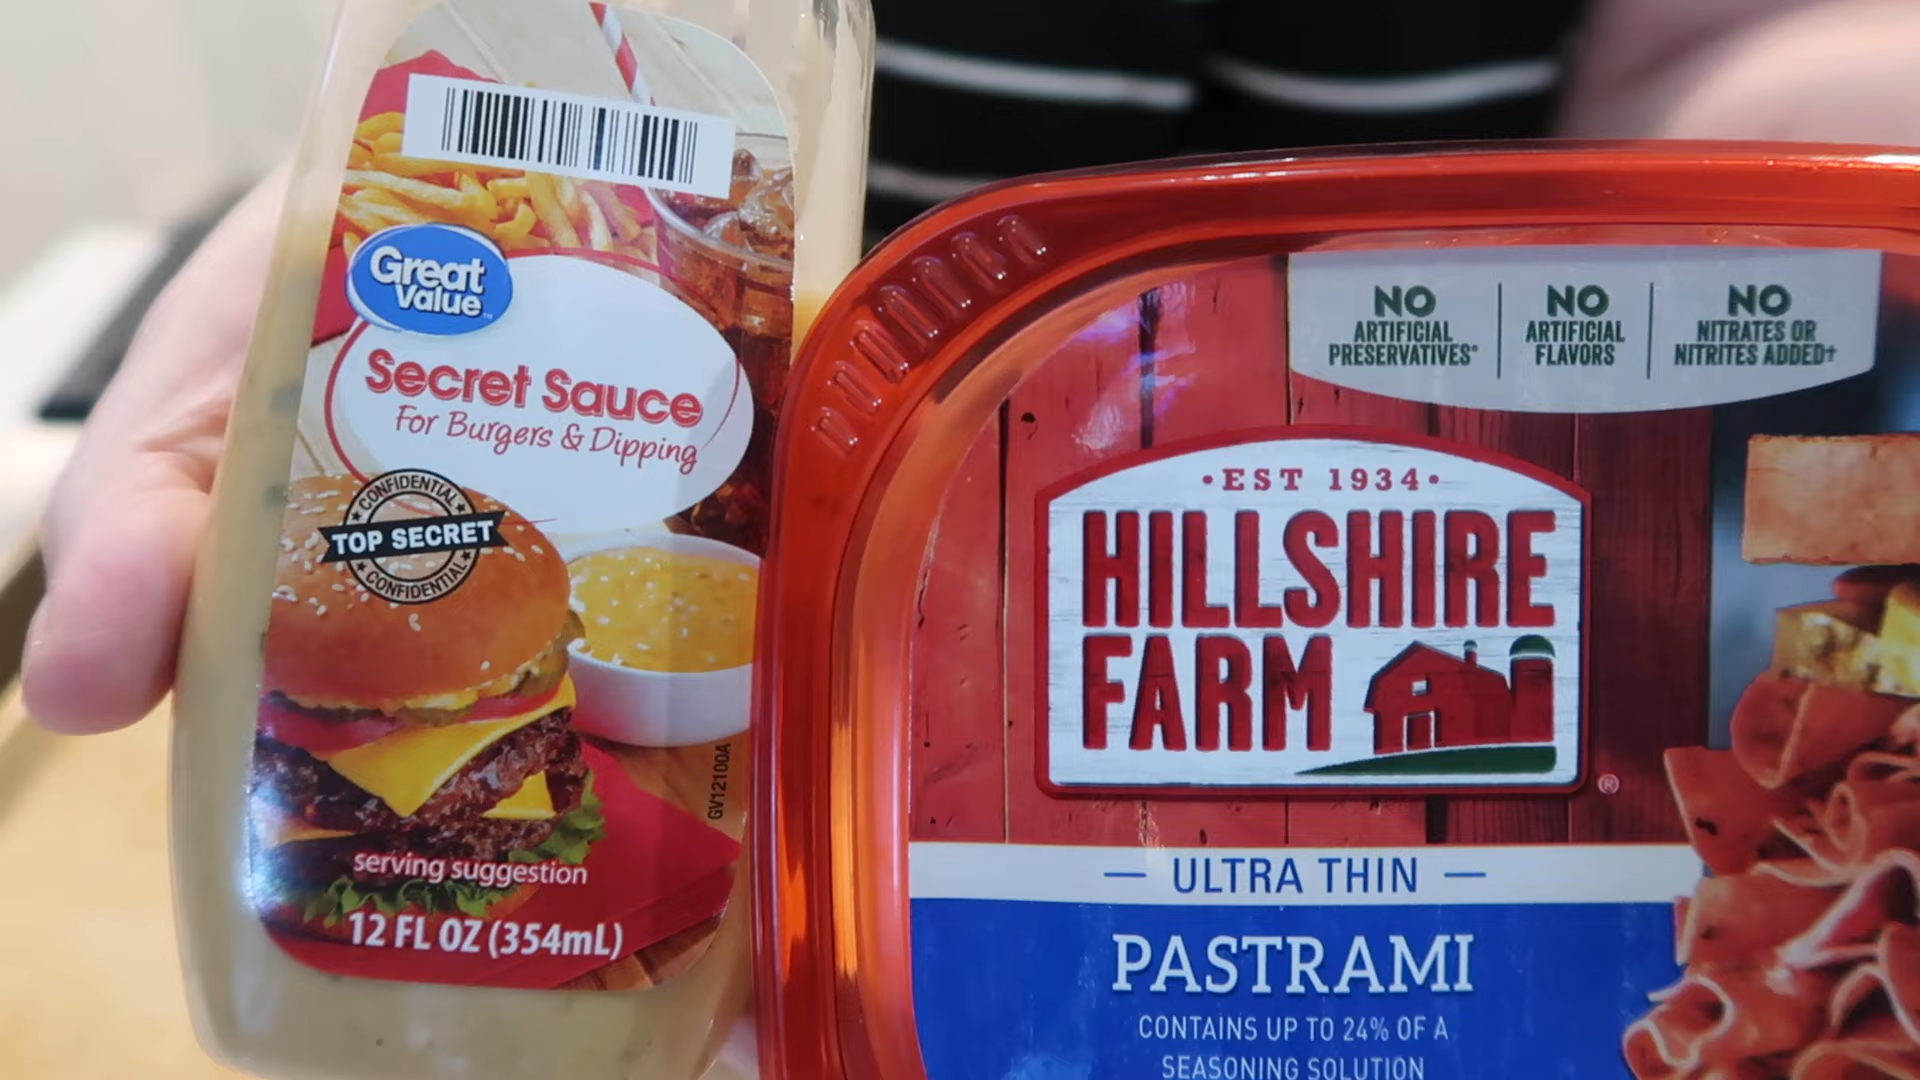 Great
Value™
Secret Sauce
For Burgers & Dipping
CONFIDENTIAL
TOP SECRET
CONFIDENTIAL
GV12100A
serving suggestion
12 FL OZ (354mL)
NO
ARTIFICIAL
PRESERVATIVES*
NO
ARTIFICIAL
FLAVORS
NO
NITRATES OR
NITRITES ADDED†
•EST 1934•
HILLSHIRE
FARM
®
— ULTRA THIN —
PASTRAMI
CONTAINS UP TO 24% OF A
SEASONING SOLUTION